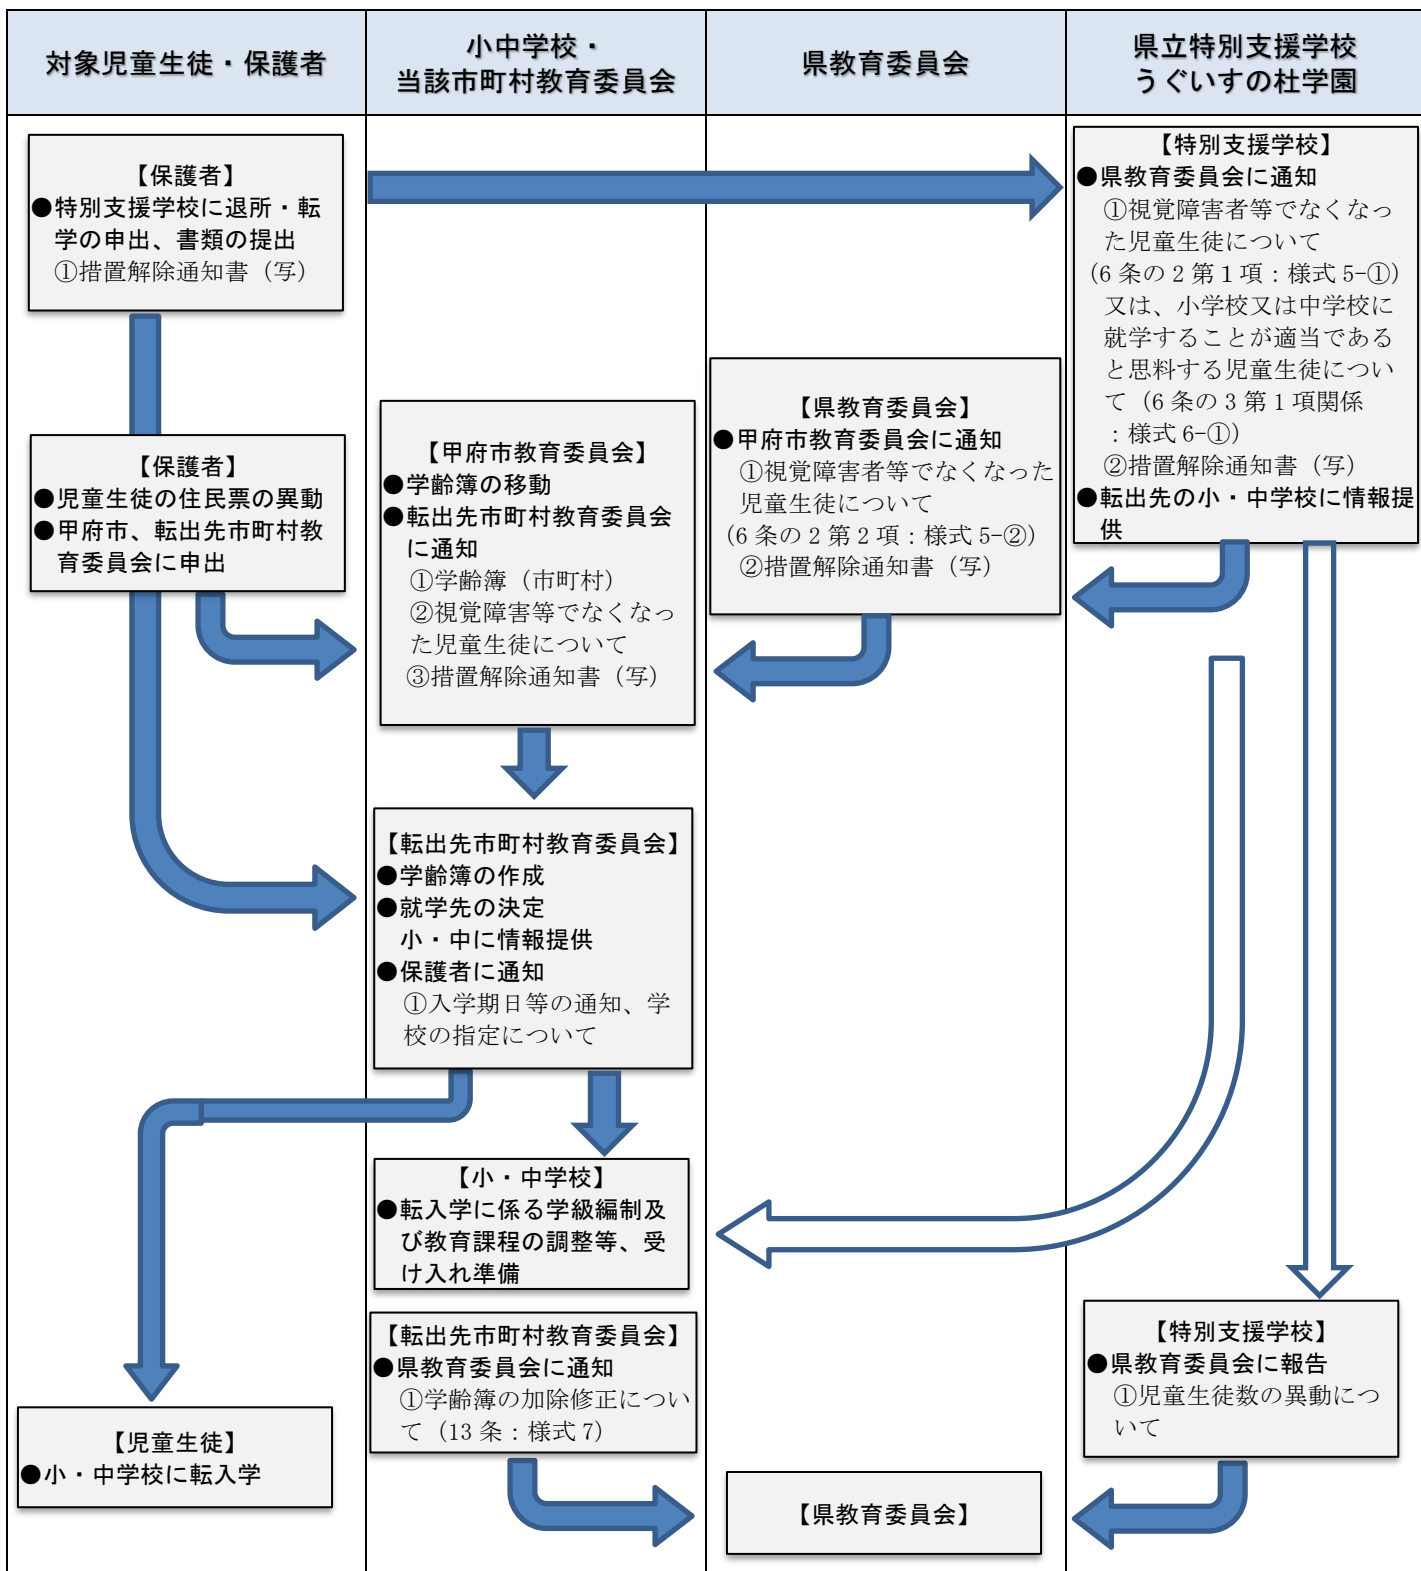 対象児童生徒・保護者
小中学校・
当該市町村教育委員会
県教育委員会
県立特別支援学校
うぐいすの杜学園
【保護者】
●特別支援学校に退所・転
学の申出、書類の提出
①措置解除通知書（写）
【特別支援学校】
●県教育委員会に通知
①視覚障害者等でなくなっ
た児童生徒について
（6 条の 2 第 1 項：様式 5-①）
又は、小学校又は中学校に
就学することが適当である
と思料する児童生徒につい
て（6 条の 3 第 1 項関係
：様式 6-①）
②措置解除通知書（写）
●転出先の小・中学校に情報提
供
【県教育委員会】
●甲府市教育委員会に通知
①視覚障害者等でなくなった
児童生徒について
（6 条の 2 第 2 項：様式 5-②）
②措置解除通知書（写）
【甲府市教育委員会】
●学齢簿の移動
●転出先市町村教育委員会
に通知
①学齢簿（市町村）
②視覚障害等でなくなっ
た児童生徒について
③措置解除通知書（写）
【保護者】
●児童生徒の住民票の異動
●甲府市、転出先市町村教
育委員会に申出
【転出先市町村教育委員会】
●学齢簿の作成
●就学先の決定
小・中に情報提供
●保護者に通知
①入学期日等の通知、学
校の指定について
【小・中学校】
●転入学に係る学級編制及
び教育課程の調整等、受
け入れ準備
【転出先市町村教育委員会】
●県教育委員会に通知
①学齢簿の加除修正につい
て（13 条：様式 7）
【特別支援学校】
●県教育委員会に報告
①児童生徒数の異動につ
いて
【児童生徒】
●小・中学校に転入学
【県教育委員会】